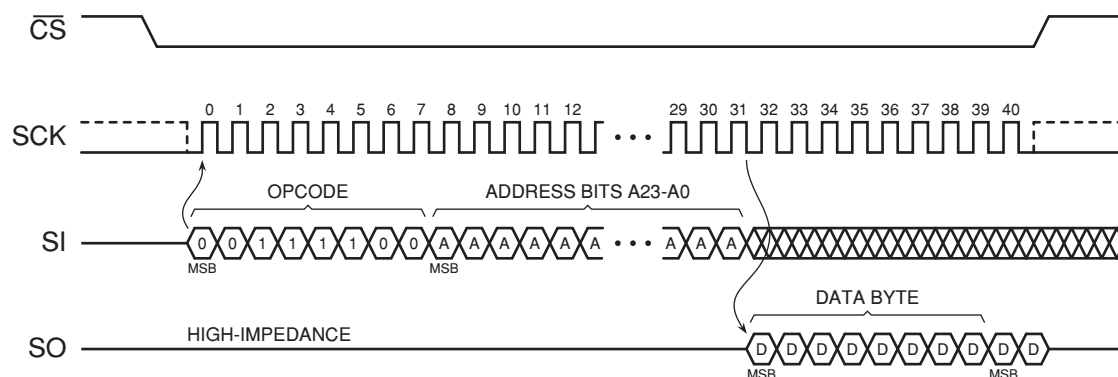 CS
0 1 2 3 4 5 6 7 8 9 10 11 12 29 30 31 32 33 34 35 36 37 38 39 40
SCK
OPCODE ADDRESS BITS A23-A0
SI 0 0 1 1 1 1 0 0 A A A A A A A A A
MSB MSB
DATA BYTE
HIGH-IMPEDANCE
SO D D D D D D D D D D
MSB MSB